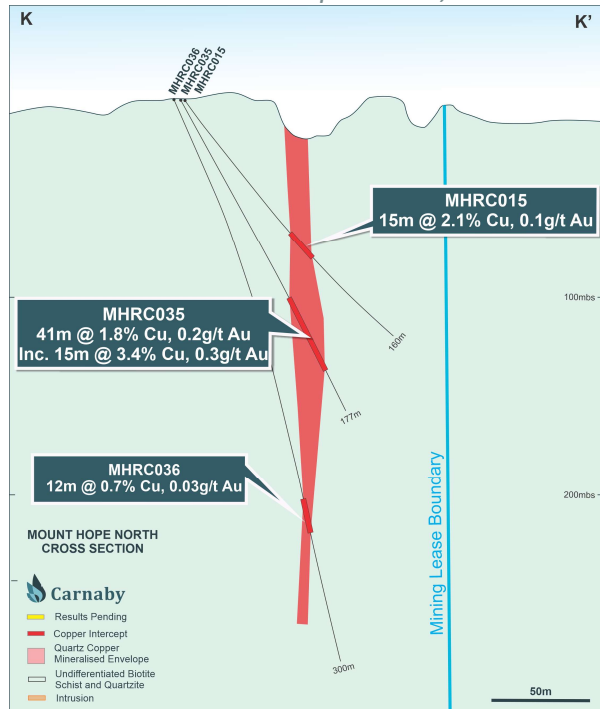 K
K'
MHRC036
MHRC035
MHRC015
MHRC015
15m @ 2.1% Cu, 0.1g/t Au
100mbs
MHRC035
41m @ 1.8% Cu, 0.2g/t Au
Inc. 15m @ 3.4% Cu, 0.3g/t Au
160m
177m
MHRC036
12m @ 0.7% Cu, 0.03g/t Au
200mbs
MOUNT HOPE NORTH
CROSS SECTION
Mining Lease Boundary
Carnaby
Results Pending
Copper Intercept
Quartz Copper
Mineralised Envelope
Undifferentiated Biotite
Schist and Quartzite
Intrusion
300m
50m